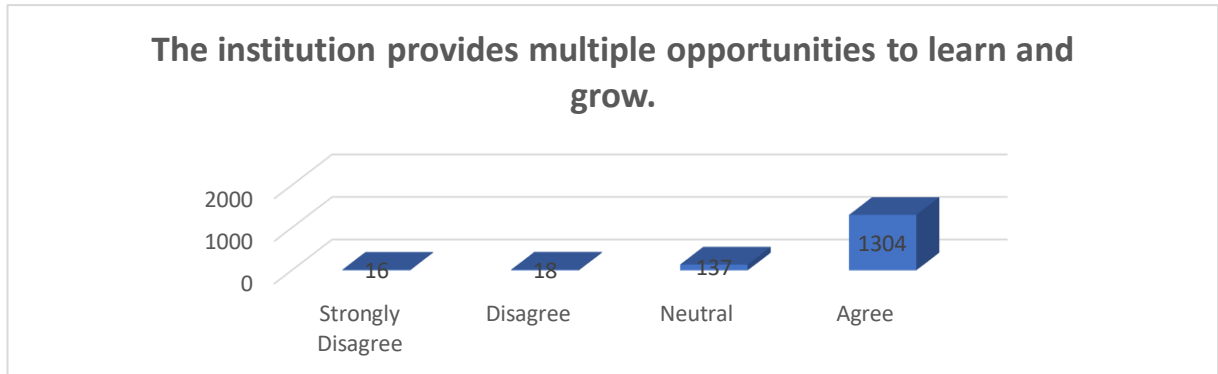 The institution provides multiple opportunities to learn and
grow.
2000
1000
0
16
18
137
1304
Strongly
Disagree
Disagree
Neutral
Agree